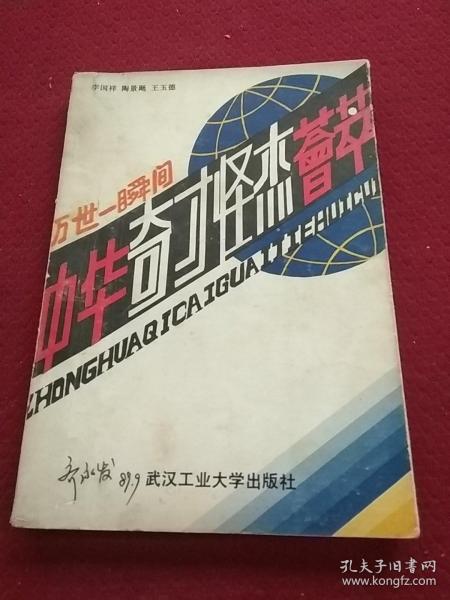 李国祥 陶景飏 王玉德
万世一瞬间
中华奇才怪杰荟萃
ZHONGHUAQICAIGUAIJIEHUICUI
89.9
武汉工业大学出版社
孔夫子旧书网
www.kongfz.com